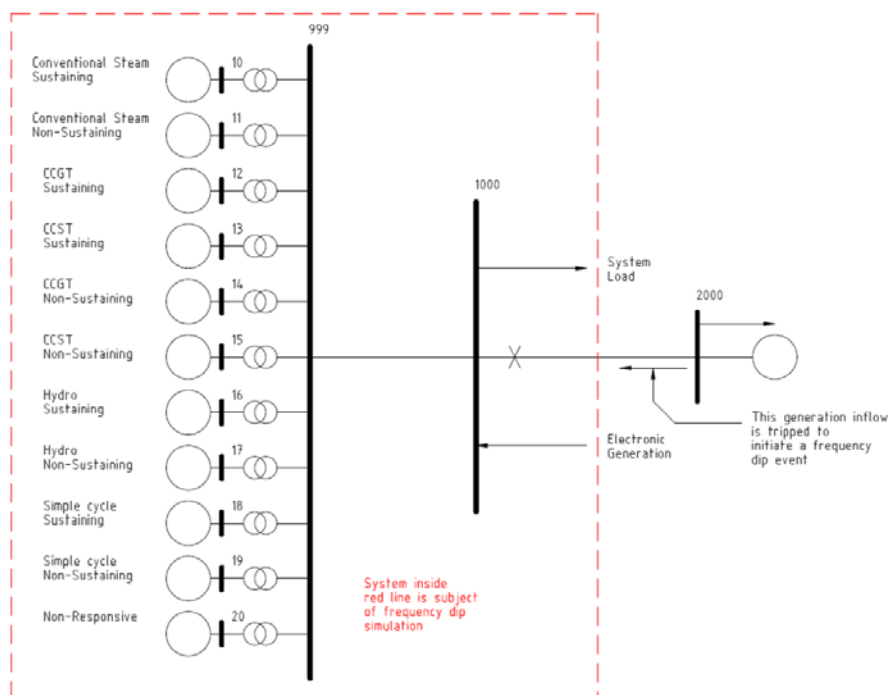 999
Conventional Steam
Sustaining
10
Conventional Steam
Non-Sustaining
11
CCGT
Sustaining
12
CCST
Sustaining
13
CCGT
Non-Sustaining
14
CCST
Non-Sustaining
15
Hydro
Sustaining
16
Hydro
Non-Sustaining
17
Simple cycle
Sustaining
18
Simple cycle
Non-Sustaining
19
Non-Responsive
20
1000
System
Load
2000
Electronic
Generation
This generation inflow
is tripped to
initiate a frequency
dip event
System inside
red line is subject
of frequency dip
simulation